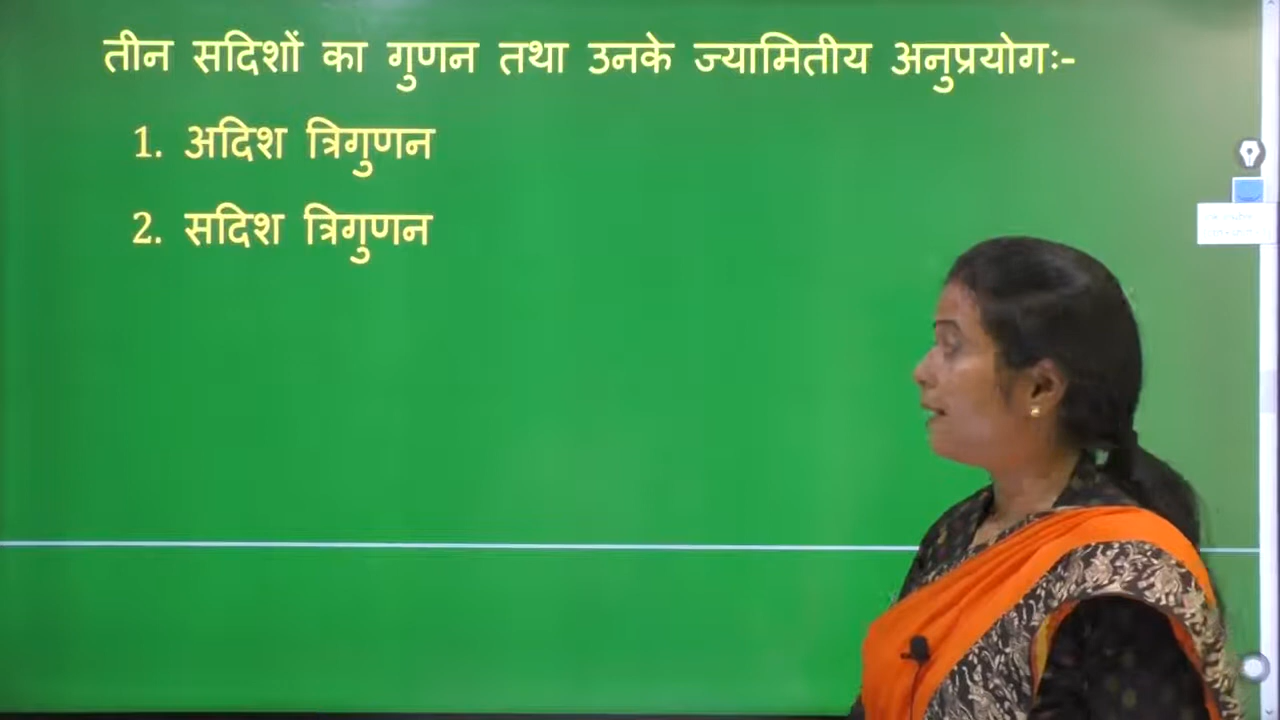 तीन सदिशों का गुणन तथा उनके ज्यामितीय अनुप्रयोगः-
1. अदिश त्रिगुणन
2. सदिश त्रिगुणन